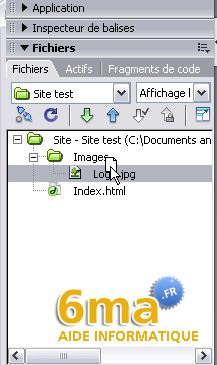 Application
Inspecteur de balises
Fichiers
Fichiers Actifs Fragments de code
Site test Affichage l
Site - Site test (C:\Documents an
Images
Logo.jpg
Index.html
6ma .FR
AIDE INFORMATIQUE